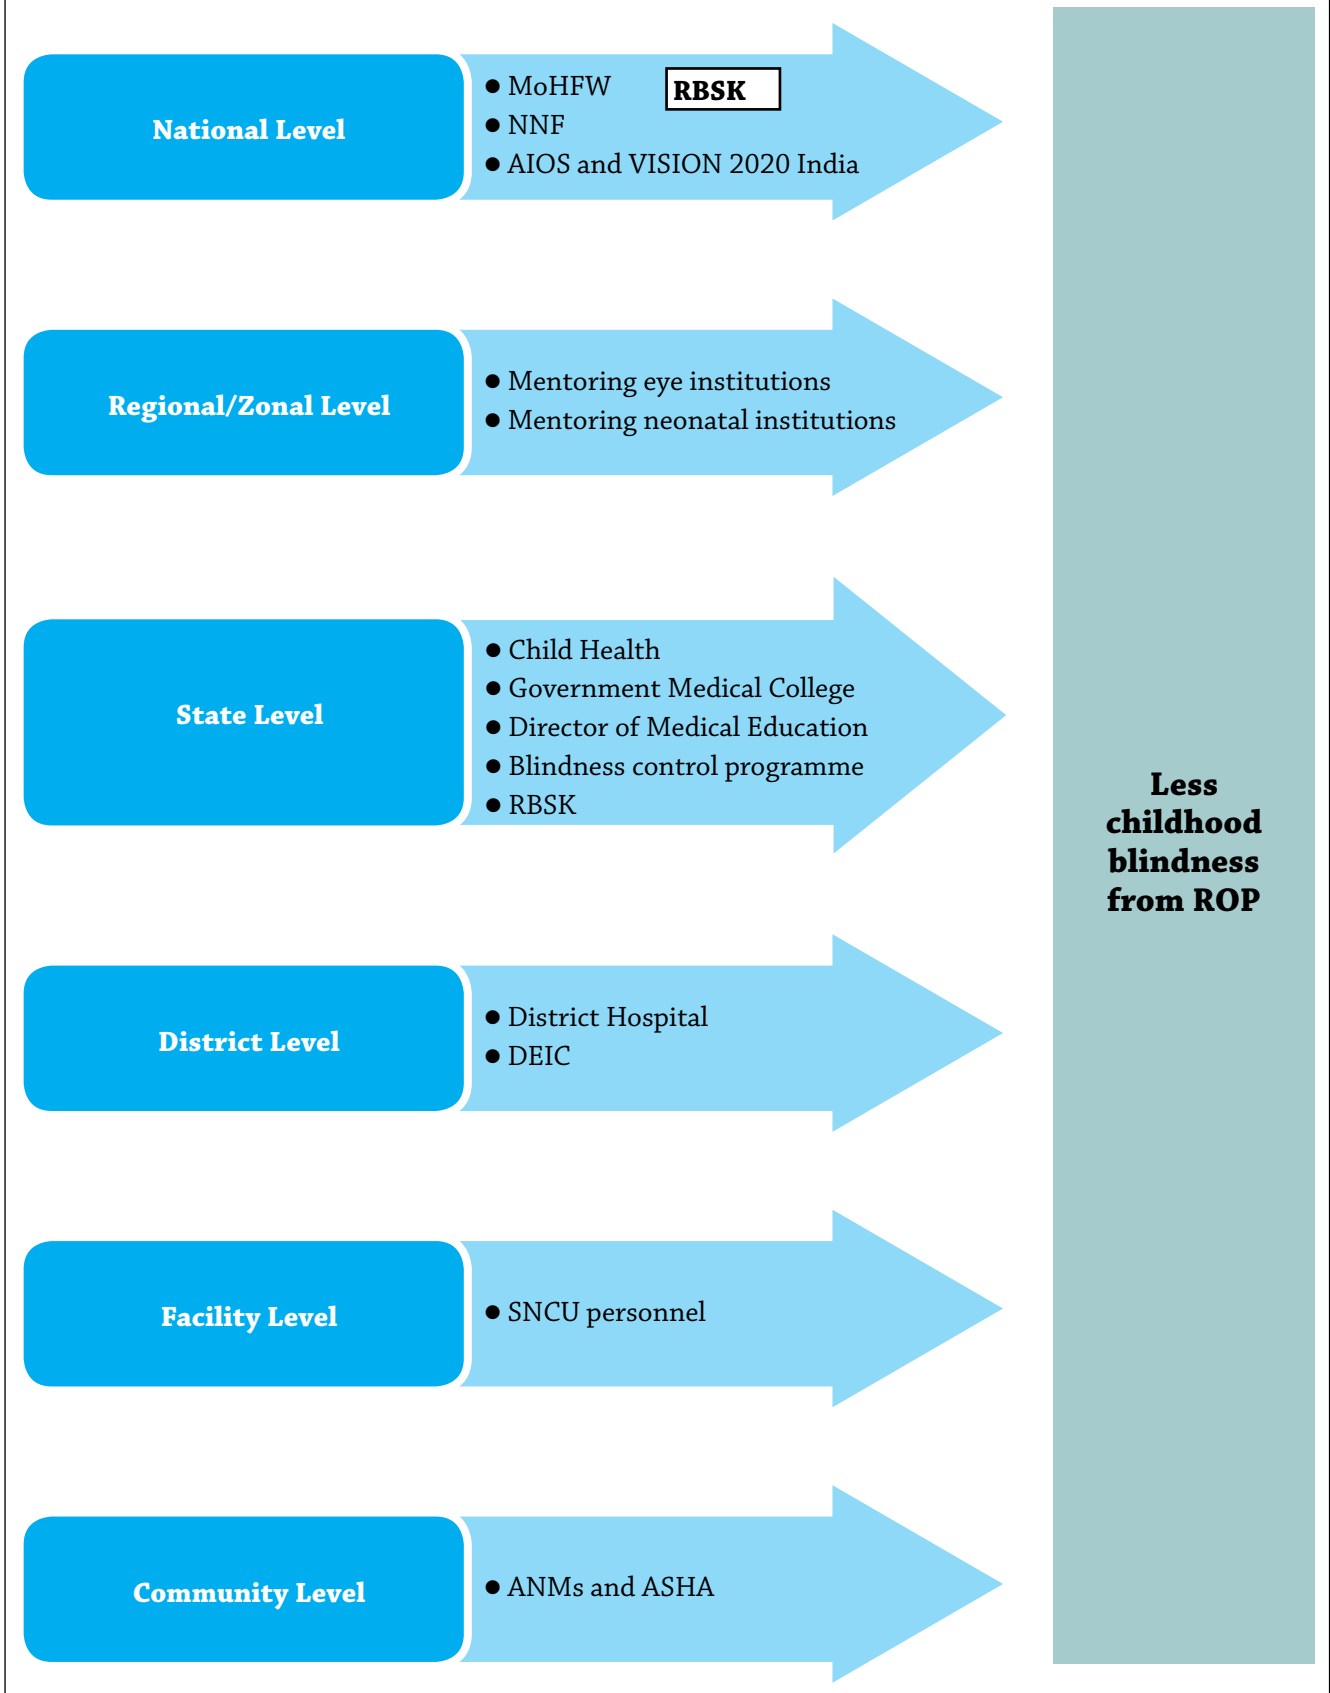 National Level
● MoHFW RBSK
● NNF
● AIOS and VISION 2020 India
Regional/Zonal Level
● Mentoring eye institutions
● Mentoring neonatal institutions
State Level
● Child Health
● Government Medical College
● Director of Medical Education
● Blindness control programme
● RBSK
District Level
● District Hospital
● DEIC
Facility Level
● SNCU personnel
Community Level
● ANMs and ASHA
Less
childhood
blindness
from ROP